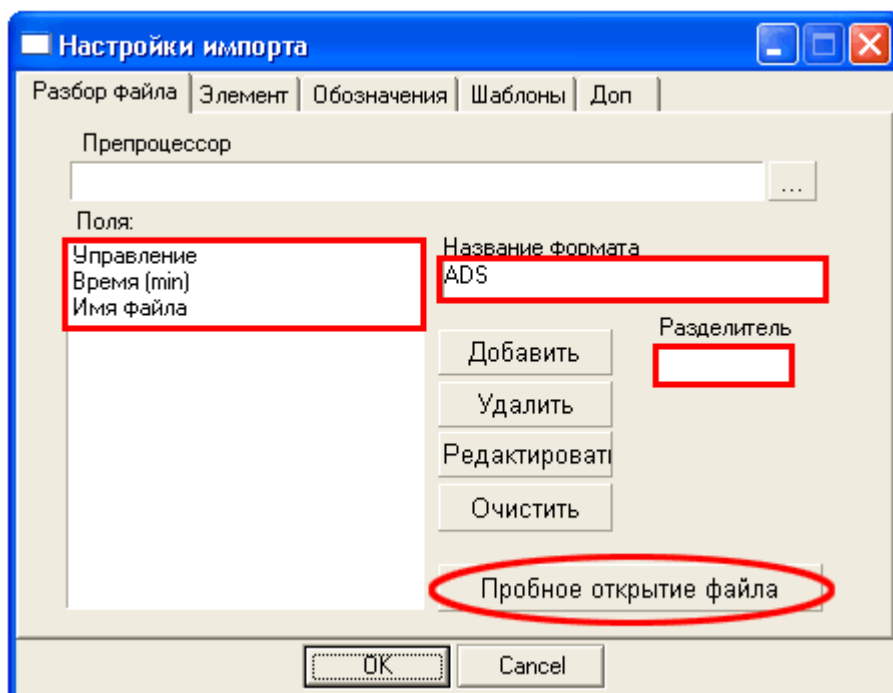 Настройки импорта
Разбор файла Элемент Обозначения Шаблоны Доп
Препроцессор
...
Поля:
Управление
Время (min)
Имя файла
Название формата
ADS
Разделитель
Добавить
Удалить
Редактироват
Очистить
Пробное открытие файла
OK Cancel